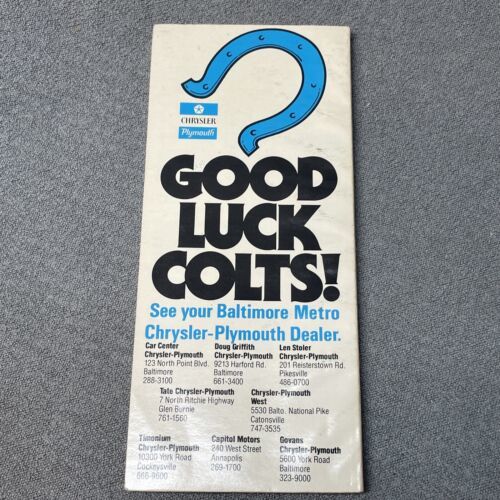 CHRYSLER
Plymouth
GOOD
LUCK
COLTS!
See your Baltimore Metro
Chrysler-Plymouth Dealer.
Car Center
Chrysler-Plymouth
123 North Point Blvd.
Baltimore
288-3100
Doug Griffith
Chrysler-Plymouth
9213 Harford Rd.
Baltimore
661-3400
Len Stoler
Chrysler-Plymouth
201 Reisterstown Rd.
Pikesville
486-0700
Tate Chrysler-Plymouth
7 North Ritchie Highway
Glen Burnie
761-1560
Chrysler-Plymouth
West
5530 Balto. National Pike
Catonsville
747-3535
Timonium
Chrysler-Plymouth
10300 York Road
Cockeysville
666-9600
Capitol Motors
240 West Street
Annapolis
269-1700
Govans
Chrysler-Plymouth
5600 York Road
Baltimore
323-9000